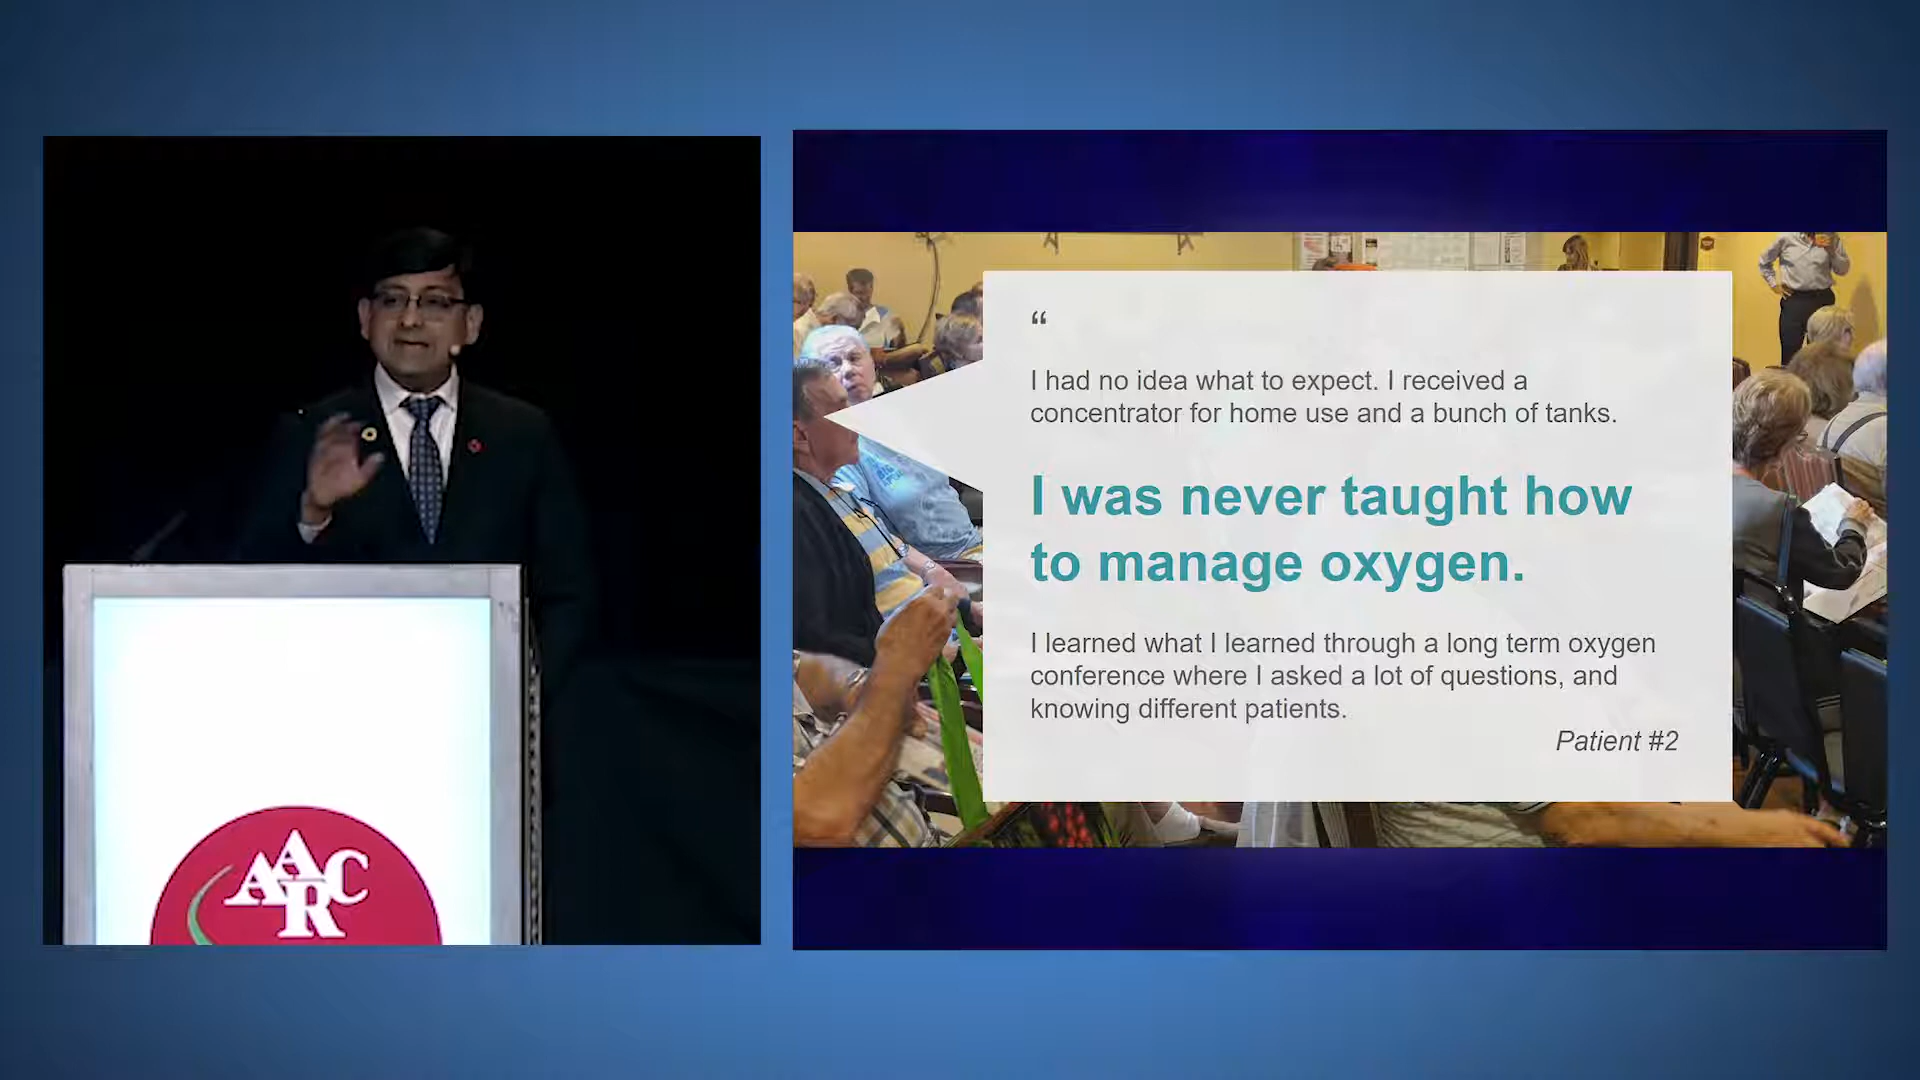 AARC
“
I had no idea what to expect. I received a
concentrator for home use and a bunch of tanks.
I was never taught how
to manage oxygen.
I learned what I learned through a long term oxygen
conference where I asked a lot of questions, and
knowing different patients.
Patient #2